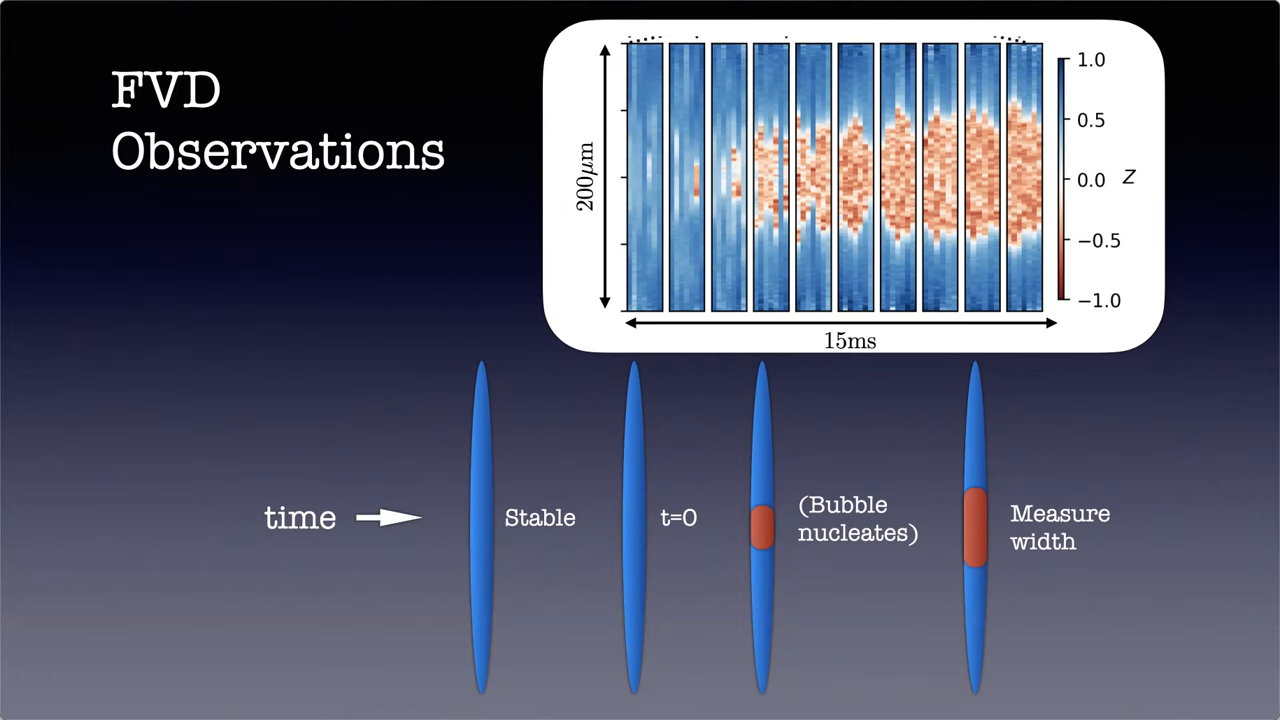 FVD
Observations
200μm
15ms
1.0
0.5
0.0
−0.5
−1.0
Z
time
Stable
t=0
(Bubble
nucleates)
Measure
width